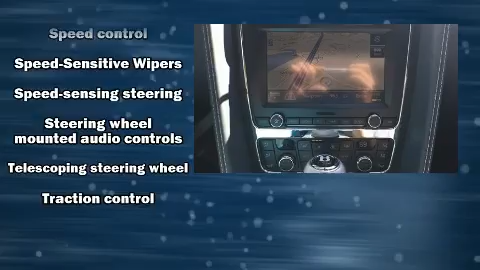 Speed control
Speed-Sensitive Wipers
Speed-sensing steering
Steering wheel
mounted audio controls
Telescoping steering wheel
Traction control